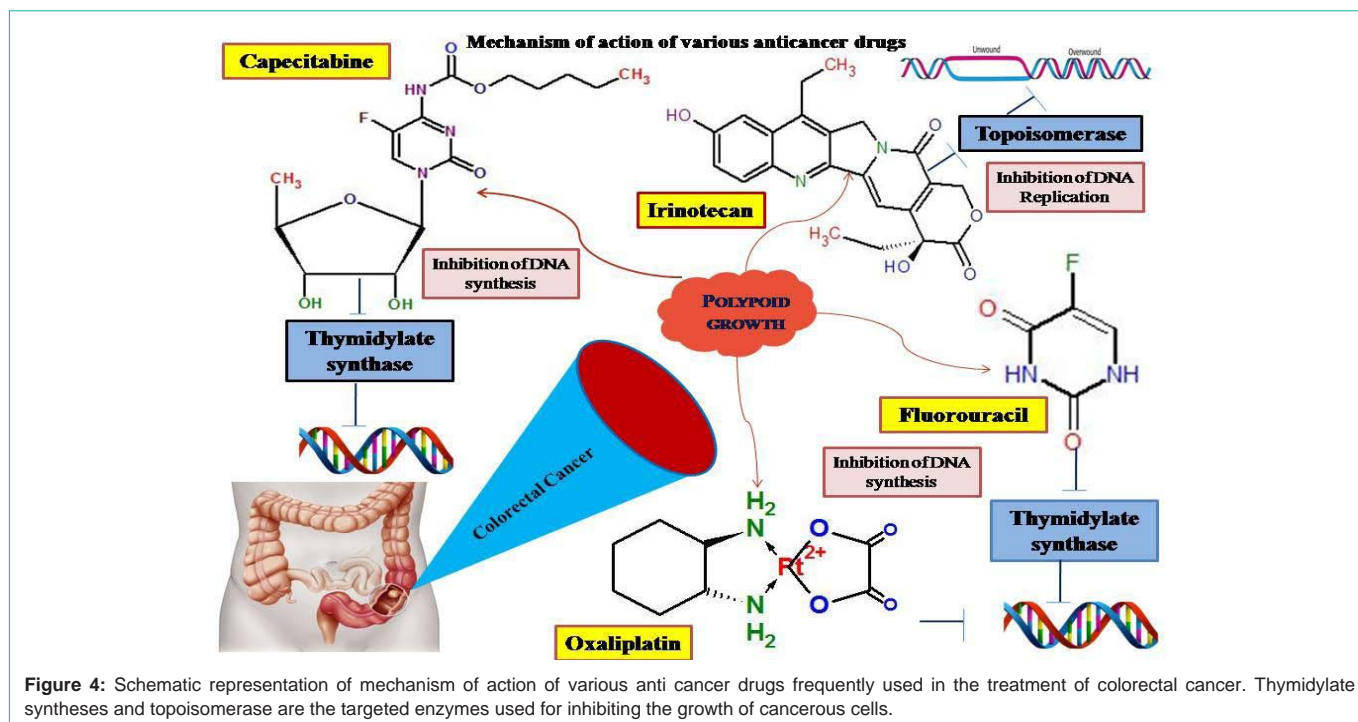 Mechanism of action of various anticancer drugs
Capecitabine
O
NH
O
CH3
F
N
N
O
CH3
O
OH
OH
Inhibition of DNA
synthesis
Thymidylate
synthase
CH3
HO
N
N
O
O
O
H3C
HO
Irinotecan
Unwound
Overwound
Topoisomerase
Inhibition of DNA
Replication
POLYPOID
GROWTH
F
O
HN
NH
O
Fluorouracil
Inhibition of DNA
synthesis
Thymidylate
synthase
Colorectal Cancer
H2
N
Pt2+
N
H2
O
O
O
O
Oxaliplatin
Figure 4: Schematic representation of mechanism of action of various anti cancer drugs frequently used in the treatment of colorectal cancer. Thymidylate
syntheses and topoisomerase are the targeted enzymes used for inhibiting the growth of cancerous cells.